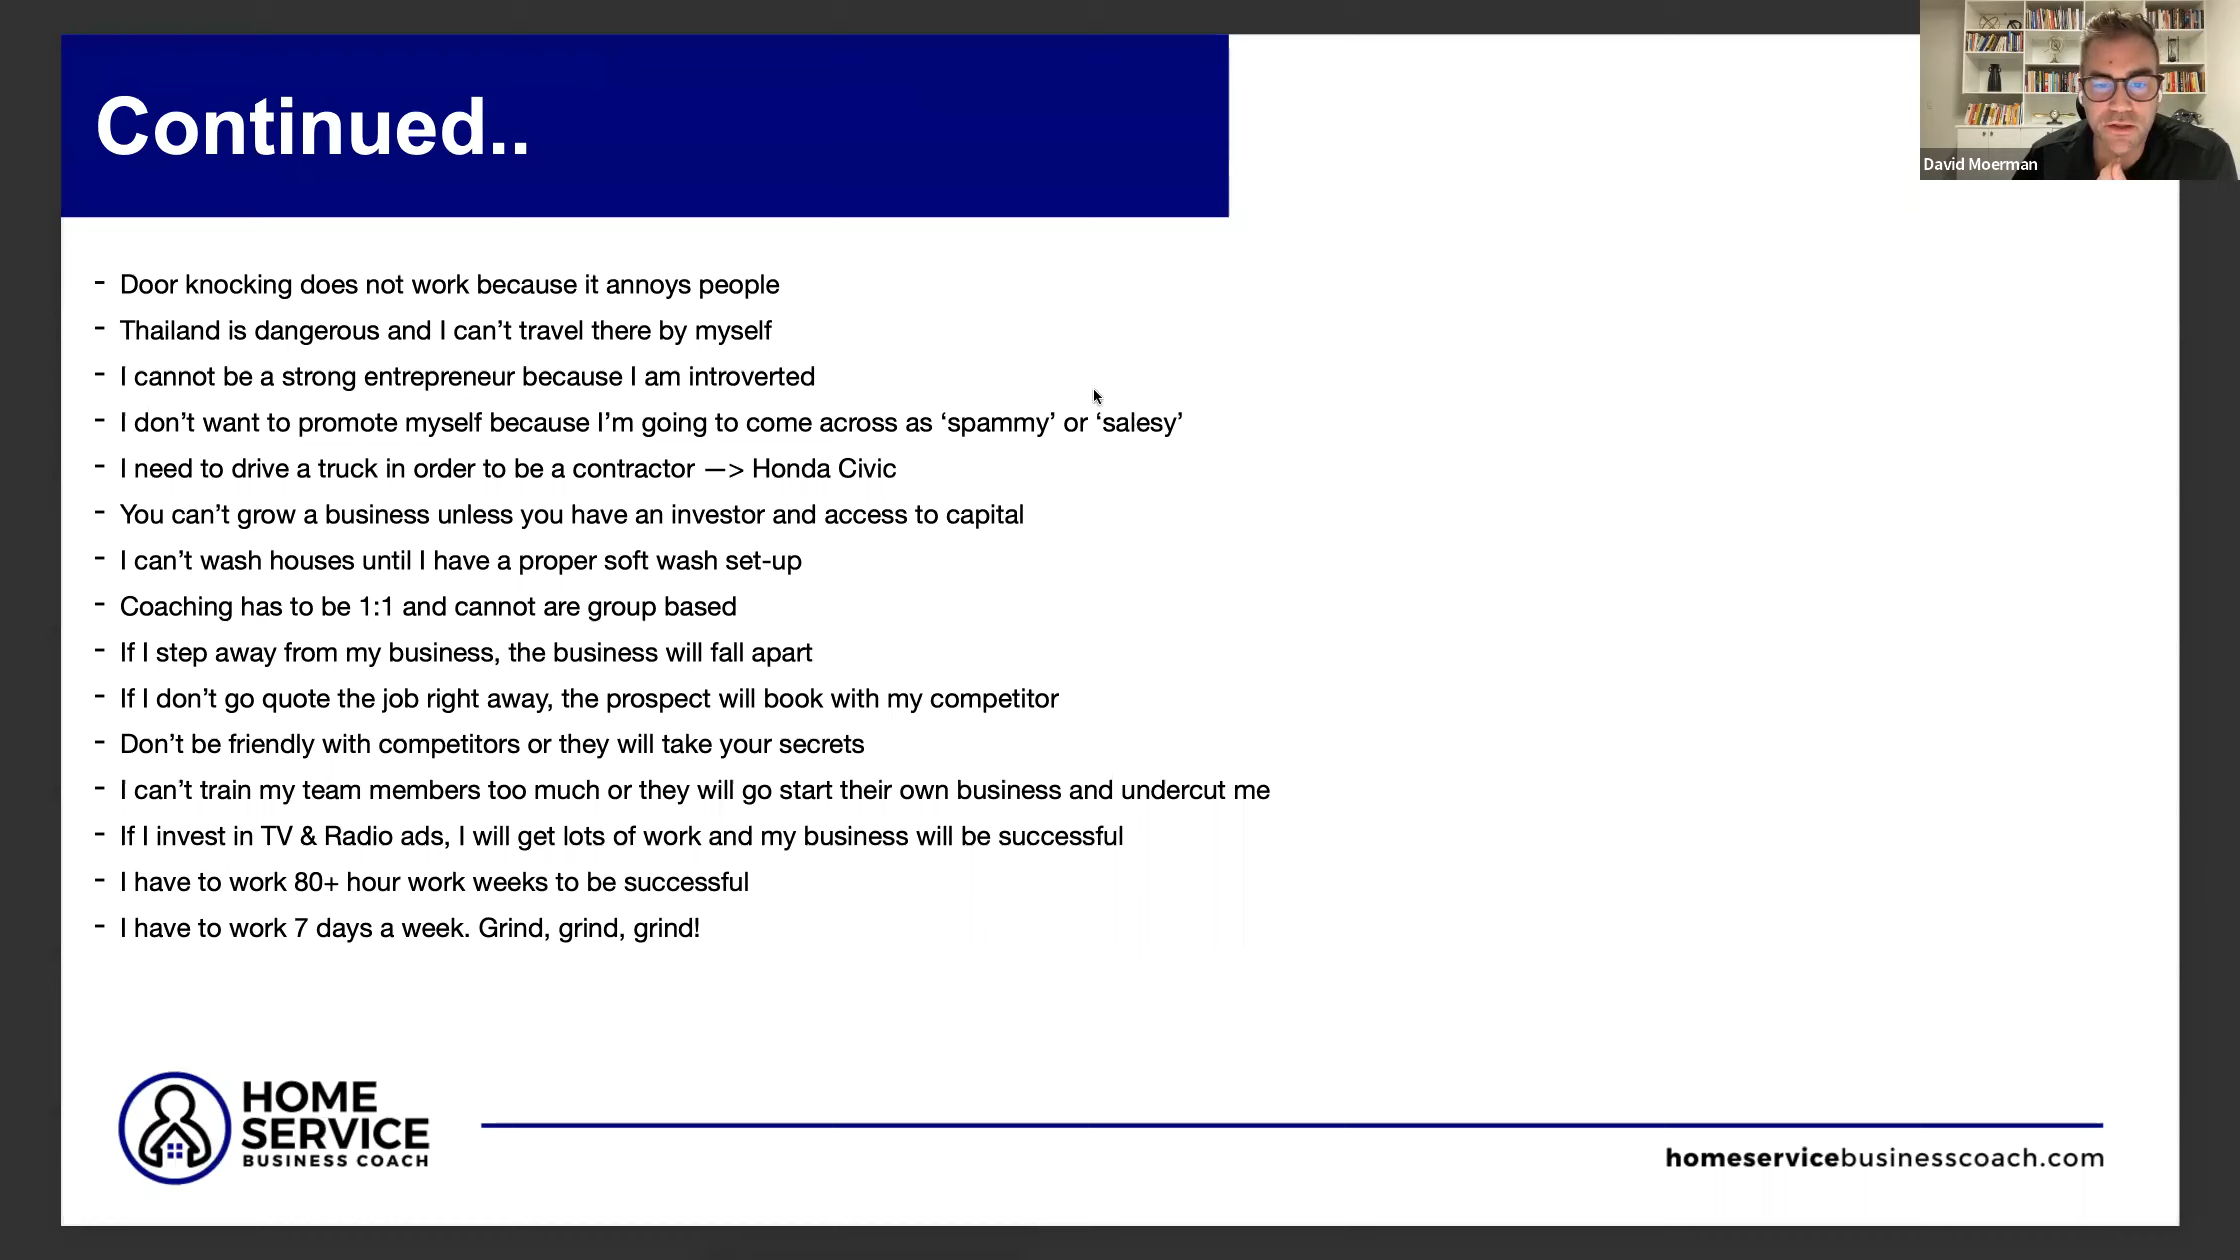 Continued..
David Moerman
- Door knocking does not work because it annoys people
- Thailand is dangerous and I can’t travel there by myself
- I cannot be a strong entrepreneur because I am introverted
- I don’t want to promote myself because I’m going to come across as ‘spammy’ or ‘salesy’
- I need to drive a truck in order to be a contractor —> Honda Civic
- You can’t grow a business unless you have an investor and access to capital
- I can’t wash houses until I have a proper soft wash set-up
- Coaching has to be 1:1 and cannot are group based
- If I step away from my business, the business will fall apart
- If I don’t go quote the job right away, the prospect will book with my competitor
- Don’t be friendly with competitors or they will take your secrets
- I can’t train my team members too much or they will go start their own business and undercut me
- If I invest in TV & Radio ads, I will get lots of work and my business will be successful
- I have to work 80+ hour work weeks to be successful
- I have to work 7 days a week. Grind, grind, grind!
HOME
SERVICE
BUSINESS COACH
homeservicebusinesscoach.com